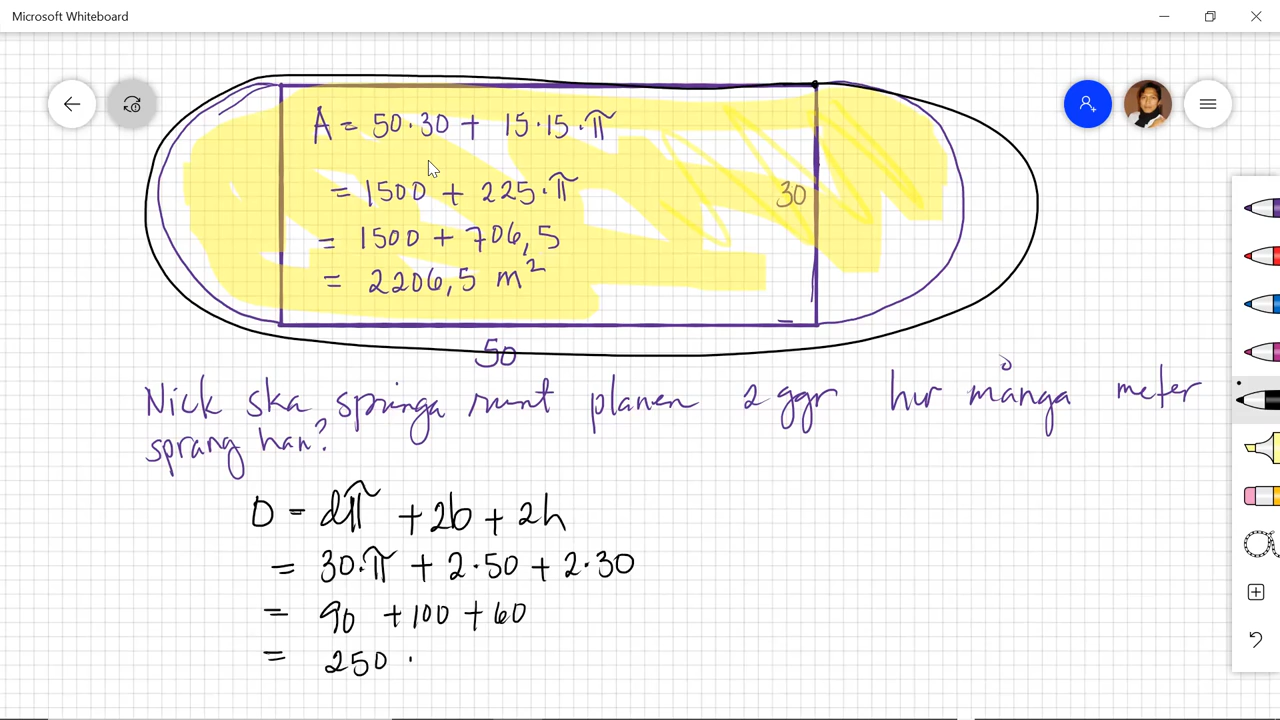 Microsoft Whiteboard
A = 50·30 + 15·15·π
= 1500 + 225·π
30
= 1500 + 706,5
= 2206,5 m²
50
Nick ska springa runt planen 2 ggr hur många meter
sprang han?
O = dπ + 2b + 2h
= 30·π + 2·50 + 2·30
= 90 + 100 + 60
= 250 ·